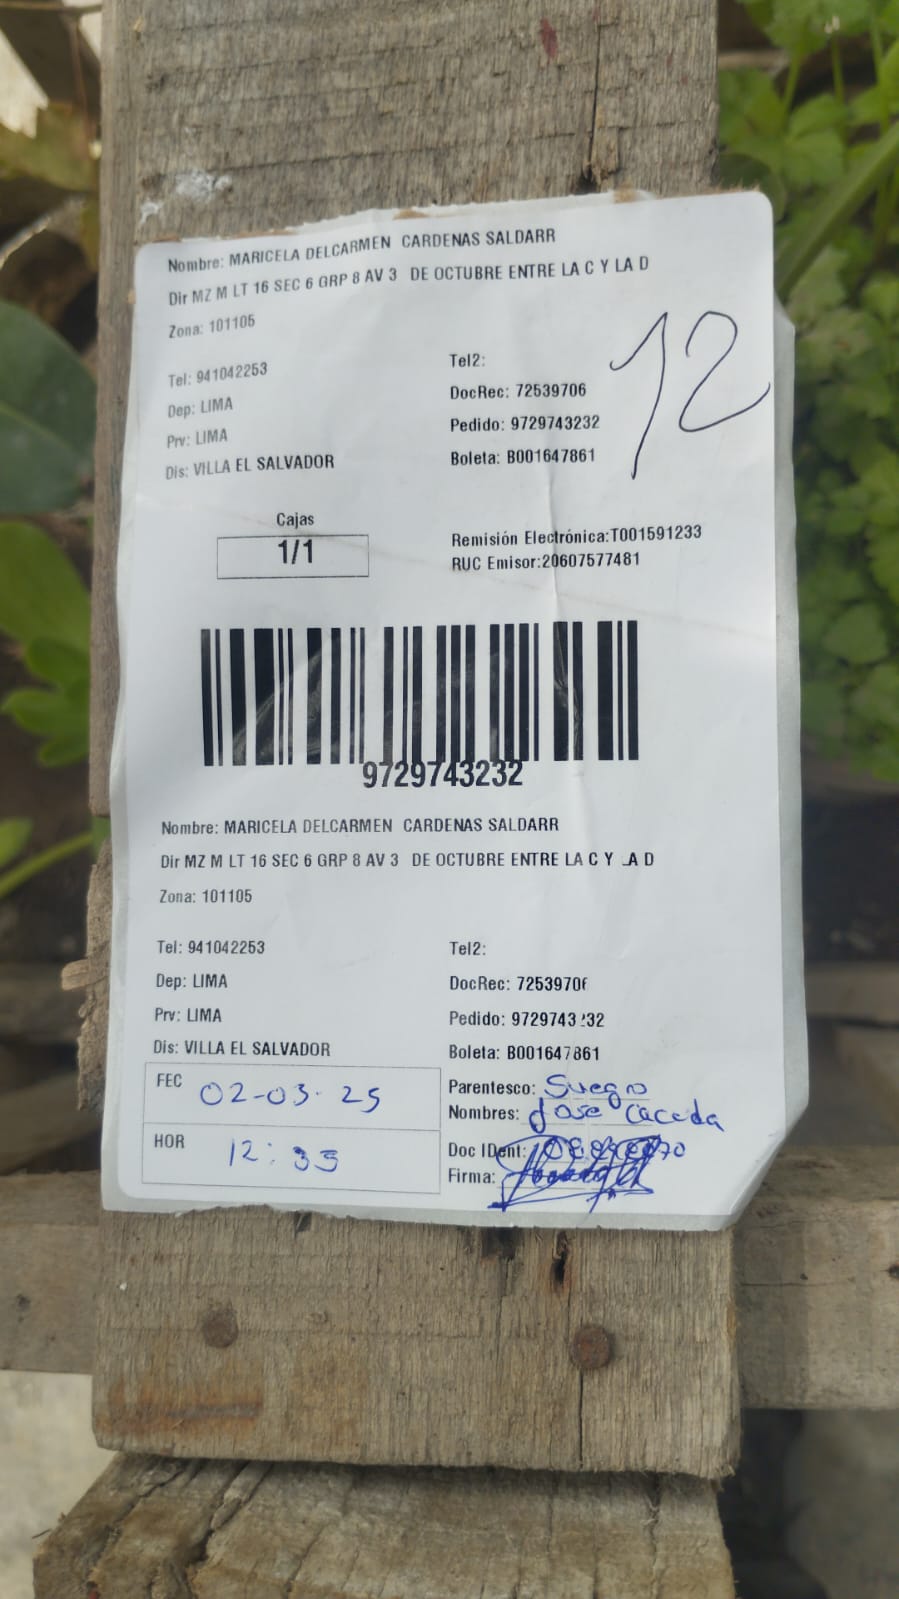 Nombre: MARICELA DELCARMEN CARDENAS SALDARR
Dir MZ M LT 16 SEC 6 GRP 8 AV 3 DE OCTUBRE ENTRE LA C Y LA D
Zona: 101105
12
Tel: 941042253
Tel2:
Dep: LIMA
DocRec: 72539706
Prv: LIMA
Pedido: 9729743232
Dis: VILLA EL SALVADOR
Boleta: B001647861
Cajas
1/1
Remisión Electrónica:T001591233
RUC Emisor:20607577481
9729743232
Nombre: MARICELA DELCARMEN CARDENAS SALDARR
Dir MZ M LT 16 SEC 6 GRP 8 AV 3 DE OCTUBRE ENTRE LA C Y LA D
Zona: 101105
Tel: 941042253
Tel2:
Dep: LIMA
DocRec: 72539706
Prv: LIMA
Pedido: 9729743232
Dis: VILLA EL SALVADOR
Boleta: B001647861
FEC 02-03-25
Parentesco: Suegro
Nombres: Jose Caceda
HOR 12:35
Doc IDent:
Firma: